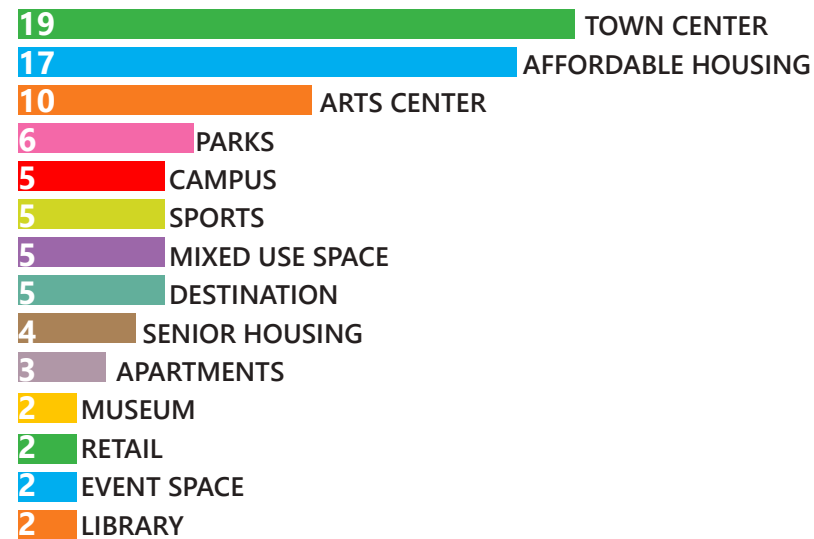 19 TOWN CENTER
17 AFFORDABLE HOUSING
10 ARTS CENTER
6 PARKS
5 CAMPUS
5 SPORTS
5 MIXED USE SPACE
5 DESTINATION
4 SENIOR HOUSING
3 APARTMENTS
2 MUSEUM
2 RETAIL
2 EVENT SPACE
2 LIBRARY